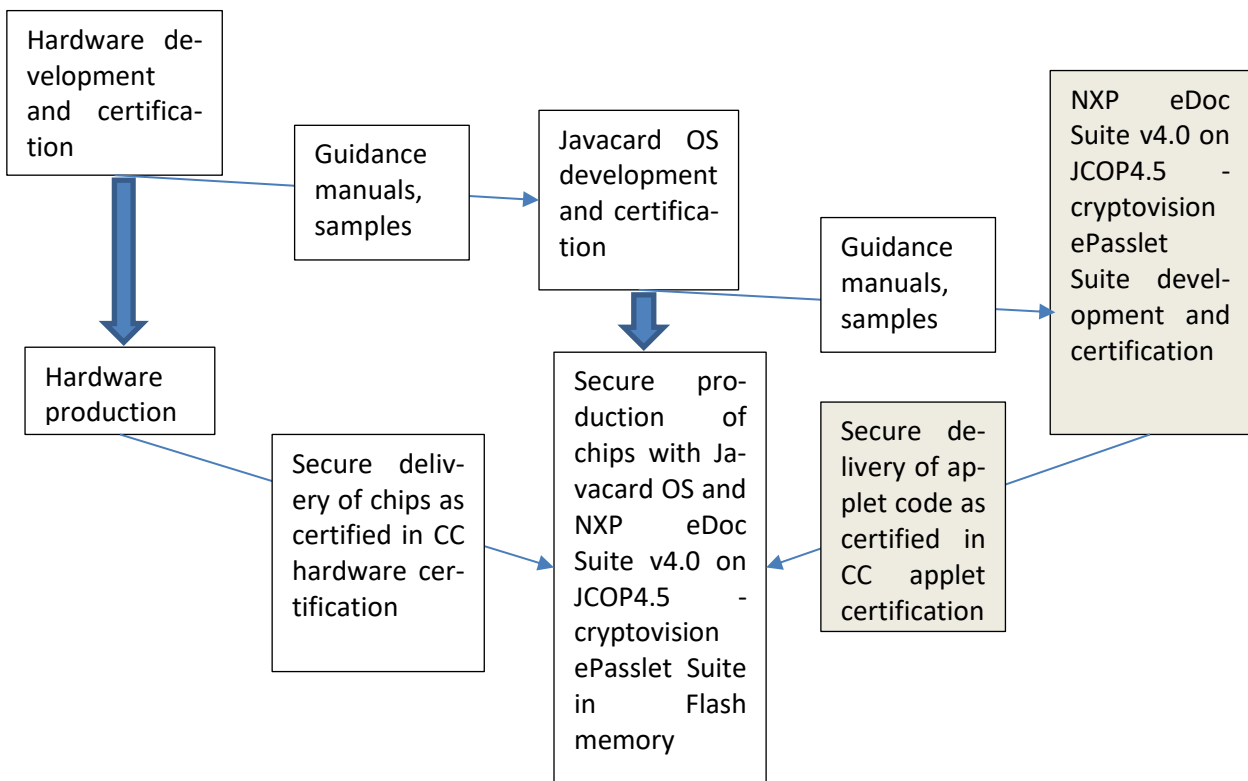 Hardware de-
velopment
and certifica-
tion
Guidance
manuals,
samples
Javacard OS
development
and certifica-
tion
Guidance
manuals,
samples
NXP eDoc
Suite v4.0 on
JCOP4.5 -
cryptovision
ePasslet
Suite devel-
opment and
certification
Hardware
production
Secure deliv-
ery of chips as
certified in CC
hardware cer-
tification
Secure pro-
duction of
chips with Ja-
vacard OS and
NXP eDoc
Suite v4.0 on
JCOP4.5 -
cryptovision
ePasslet Suite
in Flash
memory
Secure de-
livery of ap-
plet code as
certified in
CC applet
certification